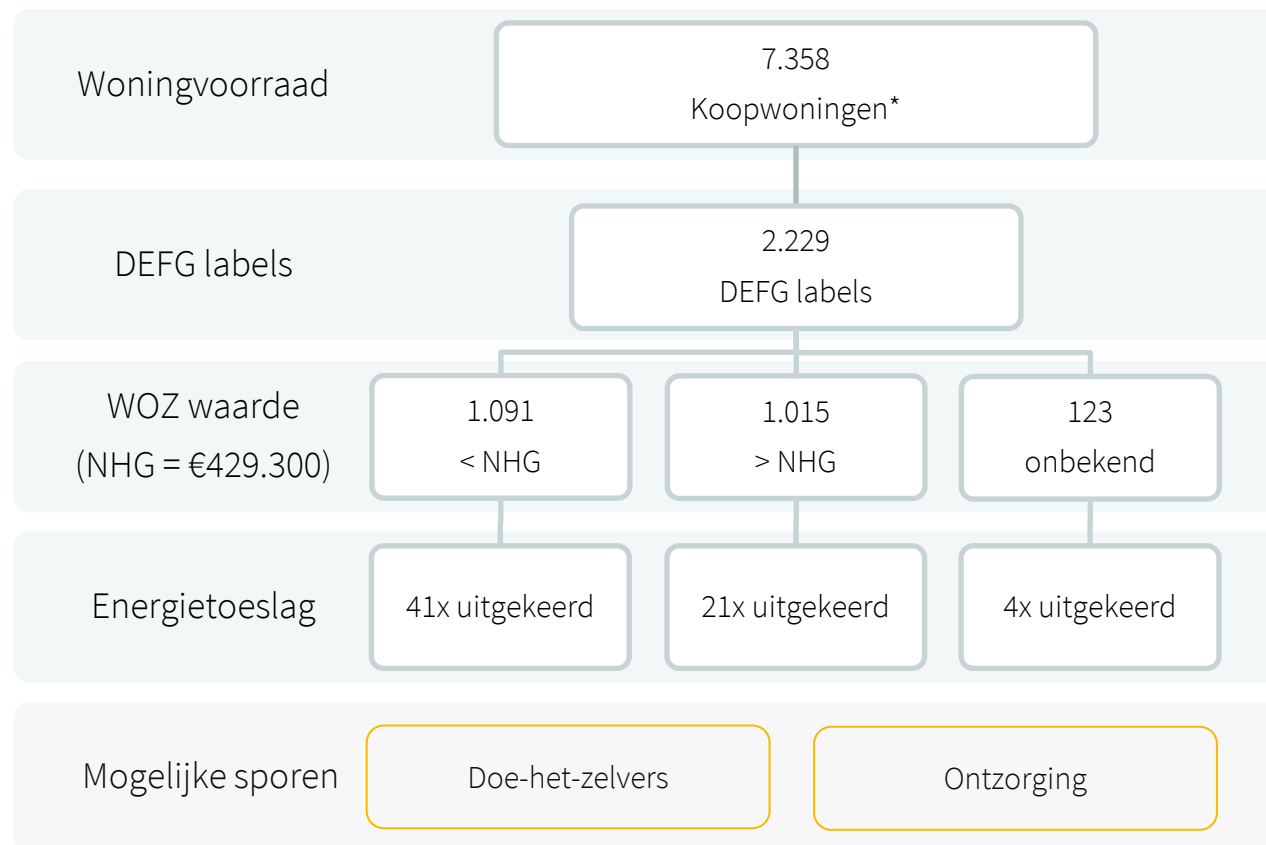 Woningvoorraad
7.358
Koopwoningen*
DEFG labels
2.229
DEFG labels
WOZ waarde
(NHG = €429.300)
1.091
< NHG
1.015
> NHG
123
onbekend
Energietoeslag
41x uitgekeerd
21x uitgekeerd
4x uitgekeerd
Mogelijke sporen
Doe-het-zelvers
Ontzorging